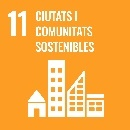 11 CIUTATS I
COMUNITATS
SOSTENIBLES